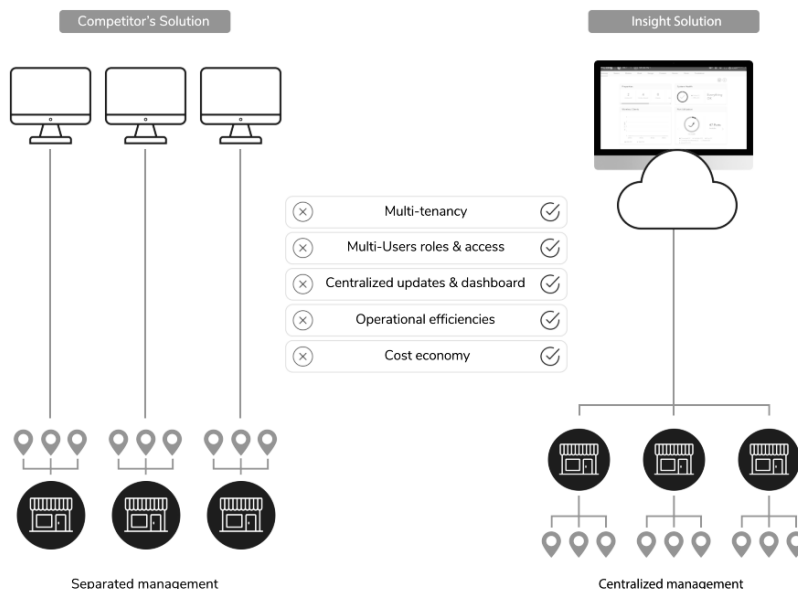 Competitor's Solution
Insight Solution
Multi-tenancy
Multi-Users roles & access
Centralized updates & dashboard
Operational efficiencies
Cost economy
Separated management
Centralized management